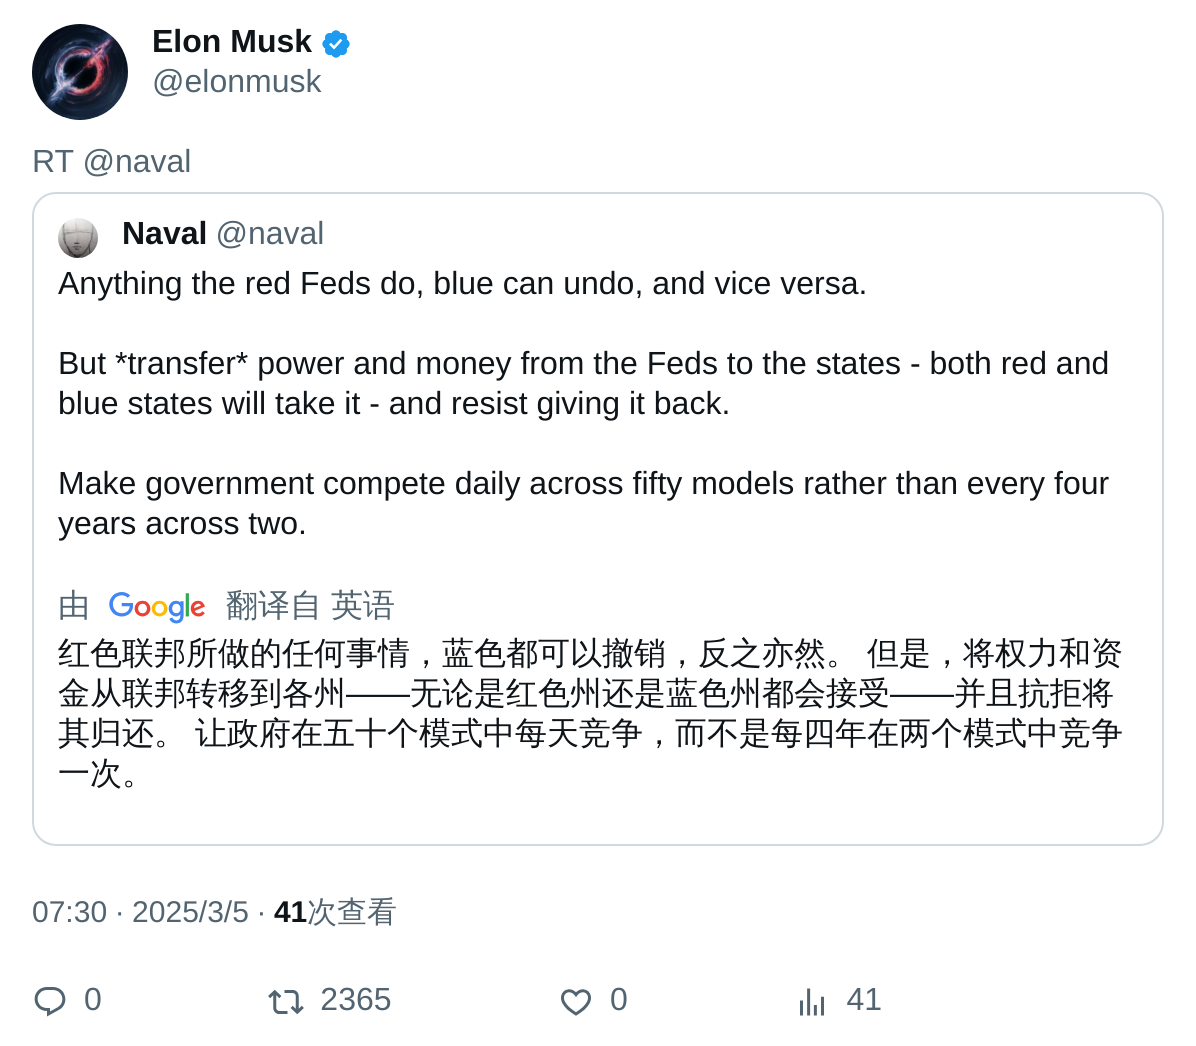 Elon Musk
@elonmusk
RT @naval
Naval @naval
Anything the red Feds do, blue can undo, and vice versa.
But *transfer* power and money from the Feds to the states - both red and
blue states will take it - and resist giving it back.
Make government compete daily across fifty models rather than every four
years across two.
由 Google 翻译自 英语
红色联邦所做的任何事情，蓝色都可以撤销，反之亦然。 但是，将权力和资
金从联邦转移到各州——无论是红色州还是蓝色州都会接受——并且抗拒将
其归还。 让政府在五十个模式中每天竞争，而不是每四年在两个模式中竞争
一次。
07:30 · 2025/3/5 · 41次查看
0 2365 0 41